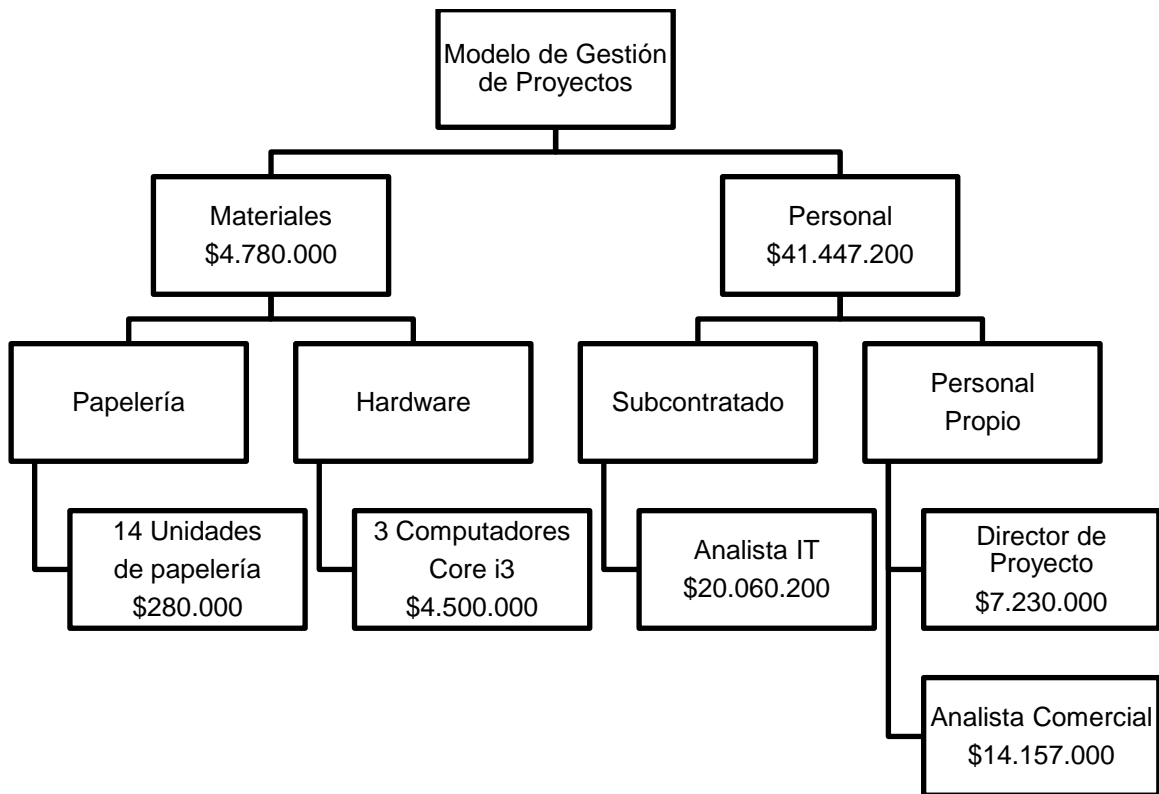 Modelo de Gestión
de Proyectos
Materiales
$4.780.000
Personal
$41.447.200
Papelería
Hardware
Subcontratado
Personal
Propio
14 Unidades
de papelería
$280.000
3 Computadores
Core i3
$4.500.000
Analista IT
$20.060.200
Director de
Proyecto
$7.230.000
Analista Comercial
$14.157.000